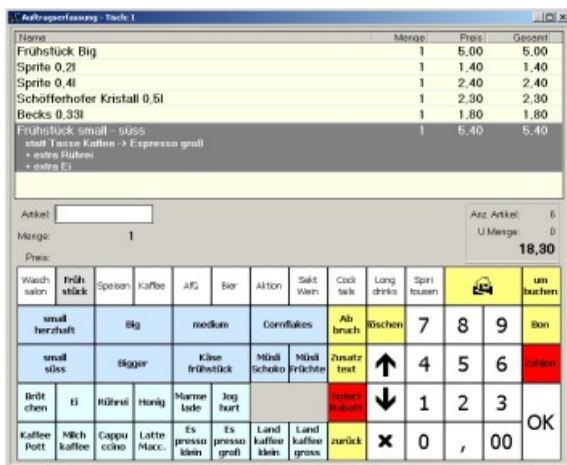 Auftragserfassung - Tisch: 1
Name Menge Preis Gesamt
Frühstück Big 1 5,00 5,00
Sprite 0,2l 1 1,40 1,40
Sprite 0,4l 1 2,40 2,40
Schöfferhofer Kristall 0,5l 1 2,30 2,30
Becks 0,33l 1 1,80 1,80
Frühstück small - süss 1 5,40 5,40
statt Tasse Kaffee -> Espresso groß
+ extra Rührei
+ extra Ei
Artikel:
Anz. Artikel: 6
Menge: 1
U.Menge: 0
Preis:
18,30
Wasch salon
Früh stück
Speisen
Kaffee
AfG
Bier
Aktion
Sekt Wein
Cock tails
Long drinks
Spiri tousen
um buchen
small herzhaft
Big
medium
Cornflakes
Ab bruch
löschen
7
8
9
Bon
small süss
Bigger
Käse frühstück
Müsli Schoko
Müsli Früchte
Zusatz text
4
5
6
Zahlen
Bröt chen
Ei
Rührei
Honig
Marme lade
Jog hurt
Sofort Rabatt
1
2
3
OK
Kaffee Pott
Milch kaffee
Cappu ccino
Latte Macc.
Es presso klein
Es presso groß
Land kaffee klein
Land kaffee gross
zurück
0
,
00